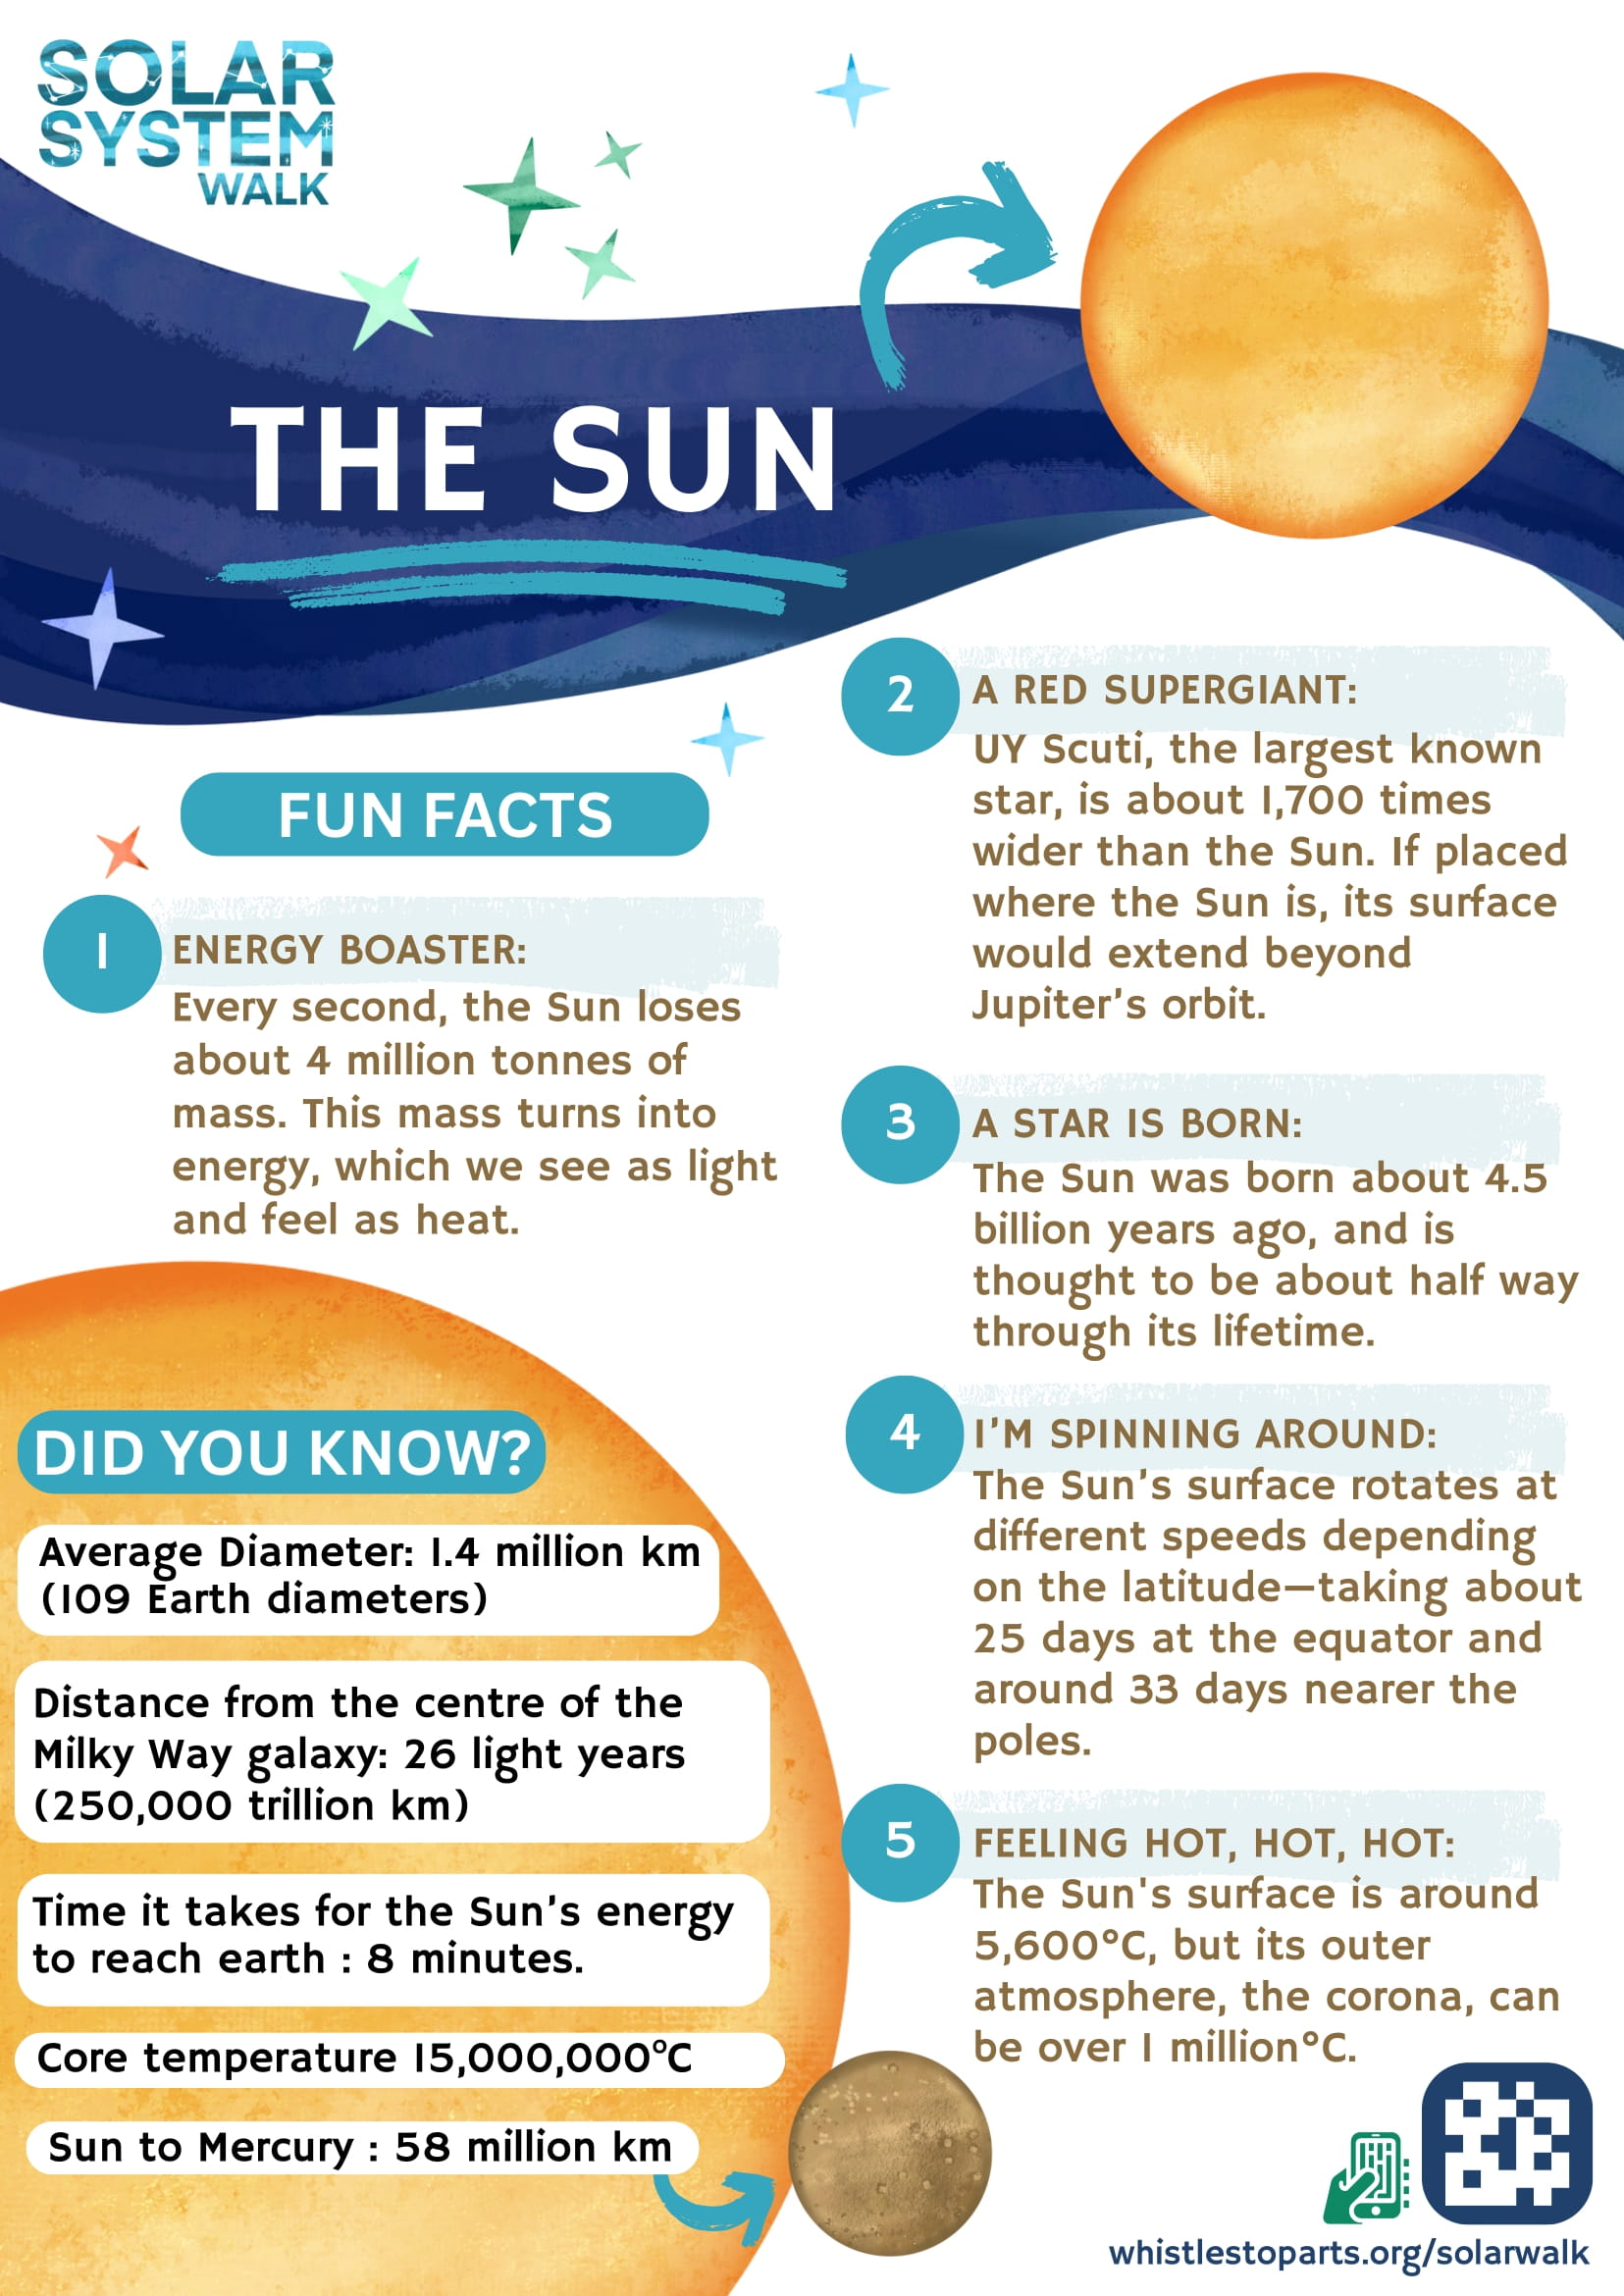 SOLAR
SYSTEM
WALK
THE SUN
FUN FACTS
1
ENERGY BOASTER:
Every second, the Sun loses
about 4 million tonnes of
mass. This mass turns into
energy, which we see as light
and feel as heat.
2
A RED SUPERGIANT:
UY Scuti, the largest known
star, is about 1,700 times
wider than the Sun. If placed
where the Sun is, its surface
would extend beyond
Jupiter's orbit.
3
A STAR IS BORN:
The Sun was born about 4.5
billion years ago, and is
thought to be about half way
through its lifetime.
4
I'M SPINNING AROUND:
The Sun's surface rotates at
different speeds depending
on the latitude—taking about
25 days at the equator and
around 33 days nearer the
poles.
5
FEELING HOT, HOT, HOT:
The Sun's surface is around
5,600°C, but its outer
atmosphere, the corona, can
be over 1 million°C.
DID YOU KNOW?
Average Diameter: 1.4 million km
(109 Earth diameters)
Distance from the centre of the
Milky Way galaxy: 26 light years
(250,000 trillion km)
Time it takes for the Sun's energy
to reach earth : 8 minutes.
Core temperature 15,000,000°C
Sun to Mercury : 58 million km
whistlestoparts.org/solarwalk